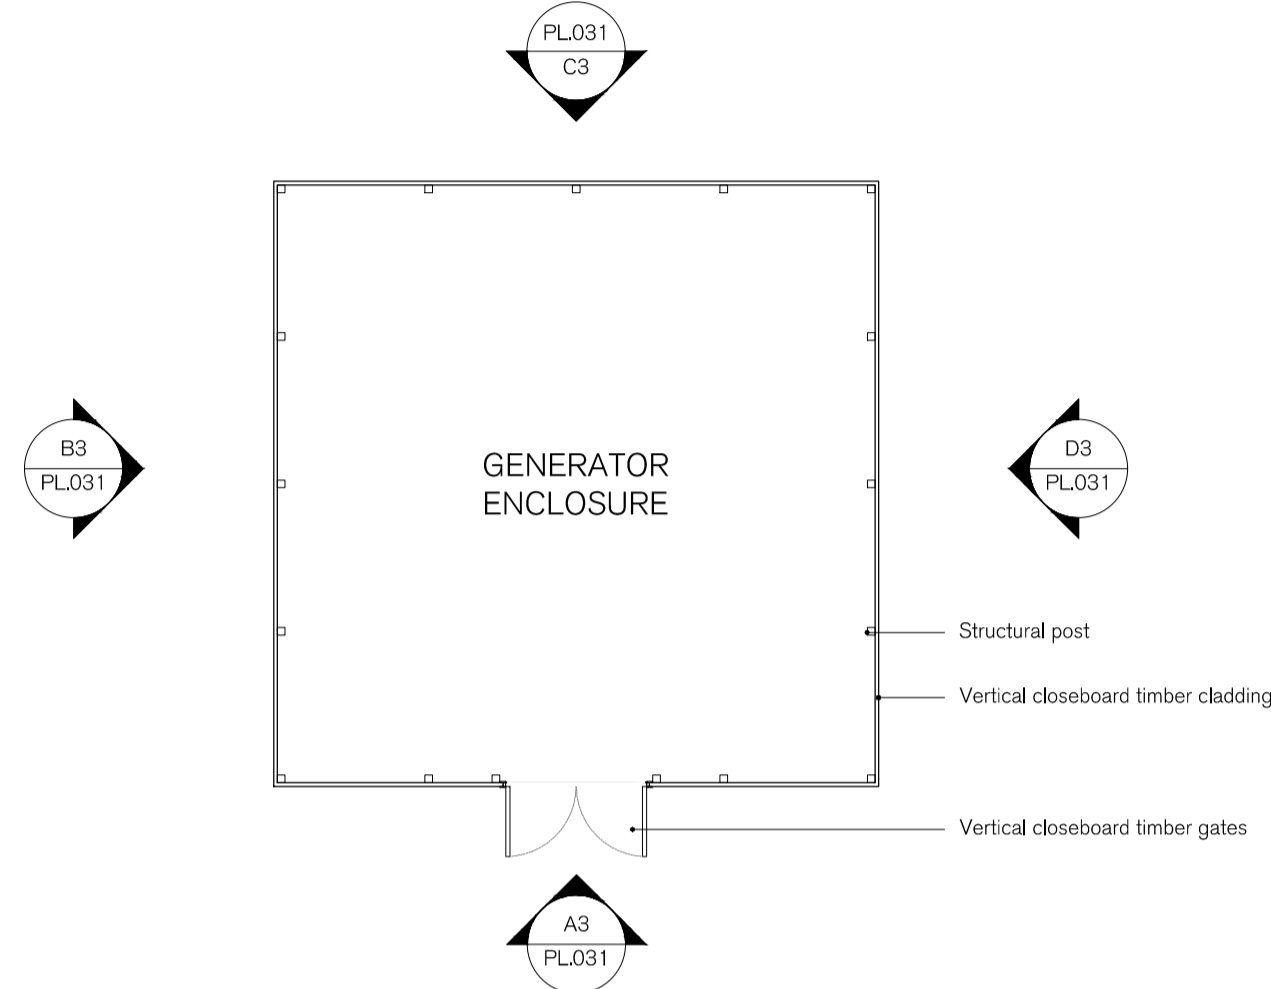 PL.031
C3
B3
PL.031
GENERATOR
ENCLOSURE
D3
PL.031
Structural post
Vertical closeboard timber cladding
Vertical closeboard timber gates
A3
PL.031